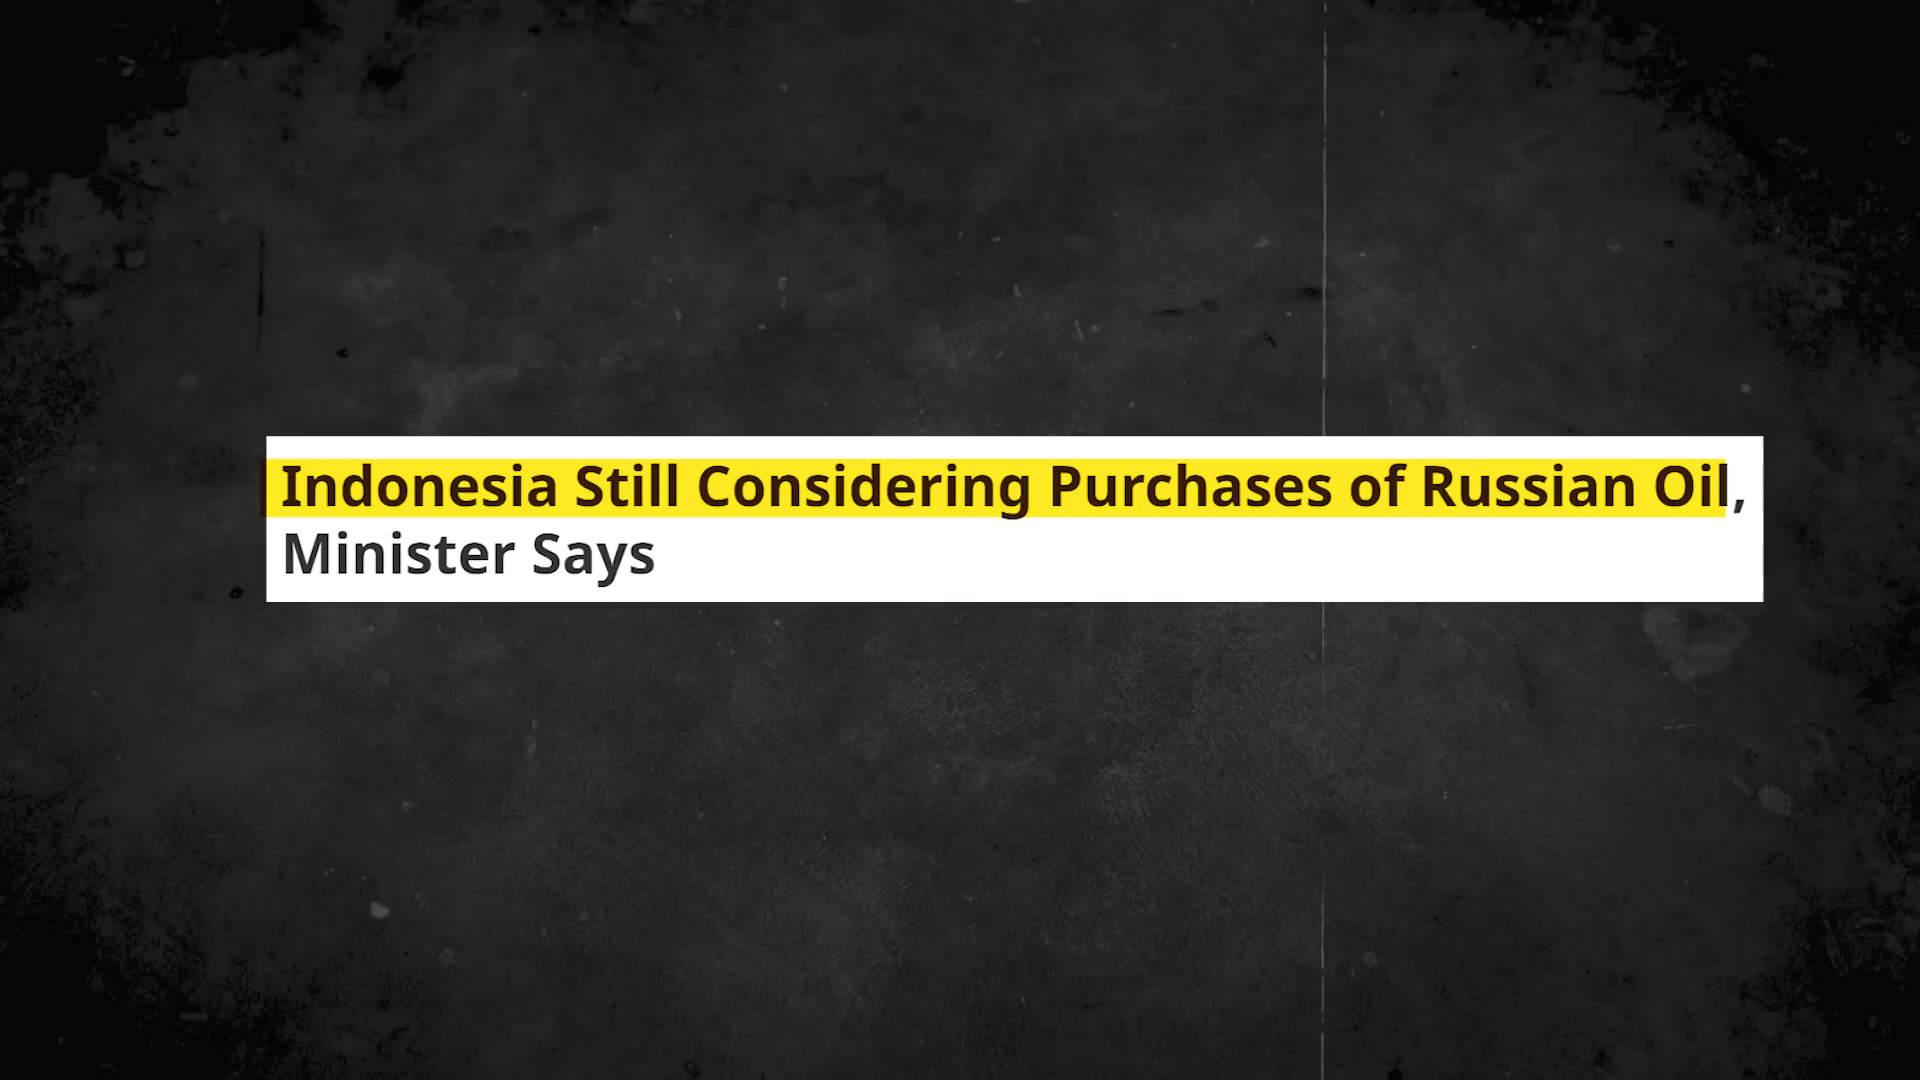 Indonesia Still Considering Purchases of Russian Oil,
Minister Says